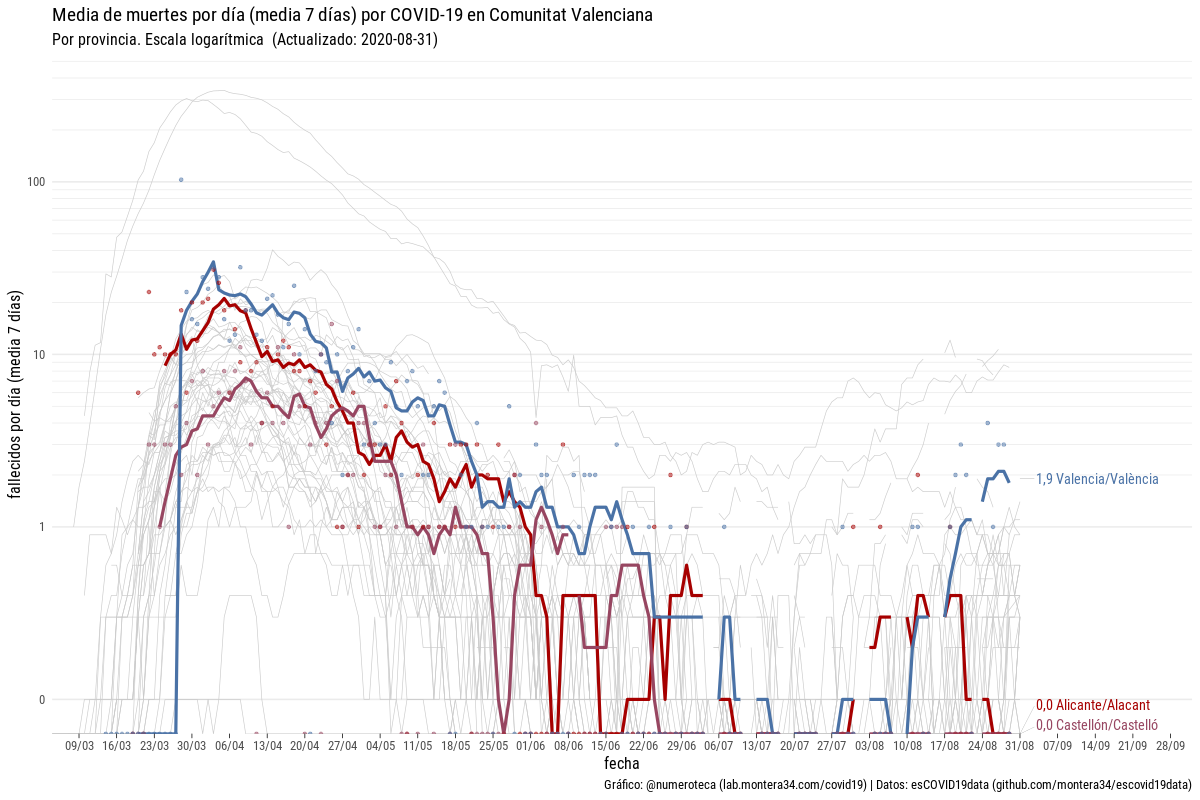 Media de muertes por día (media 7 días) por COVID-19 en Comunitat Valenciana
Por provincia. Escala logarítmica (Actualizado: 2020-08-31)
fallecidos por día (media 7 días)
100
10
1
0
1,9 Valencia/València
0,0 Alicante/Alacant
0,0 Castellón/Castelló
09/03 16/03 23/03 30/03 06/04 13/04 20/04 27/04 04/05 11/05 18/05 25/05 01/06 08/06 15/06 22/06 29/06 06/07 13/07 20/07 27/07 03/08 10/08 17/08 24/08 31/08 07/09 14/09 21/09 28/09
fecha
Gráfico: @numeroteca (lab.montera34.com/covid19) | Datos: esCOVID19data (github.com/montera34/escovid19data)